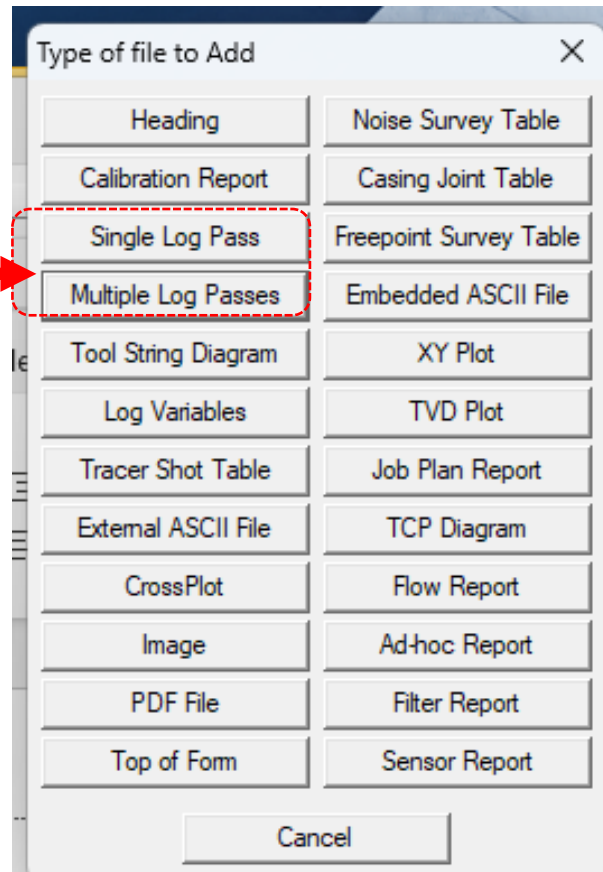 Type of file to Add
Heading
Noise Survey Table
Calibration Report
Casing Joint Table
Single Log Pass
Freepoint Survey Table
Multiple Log Passes
Embedded ASCII File
Tool String Diagram
XY Plot
Log Variables
TVD Plot
Tracer Shot Table
Job Plan Report
External ASCII File
TCP Diagram
CrossPlot
Flow Report
Image
Ad-hoc Report
PDF File
Filter Report
Top of Form
Sensor Report
Cancel